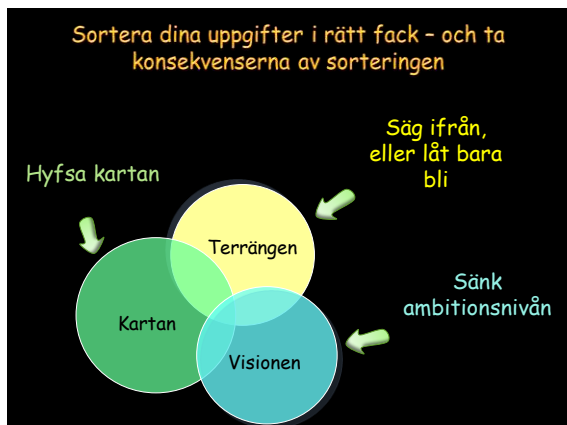 Sortera dina uppgifter i rätt fack – och ta
konsekvenserna av sorteringen
Säg ifrån,
eller låt bara
bli
Hyfsa kartan
Terrängen
Sänk
ambitionsnivån
Kartan
Visionen